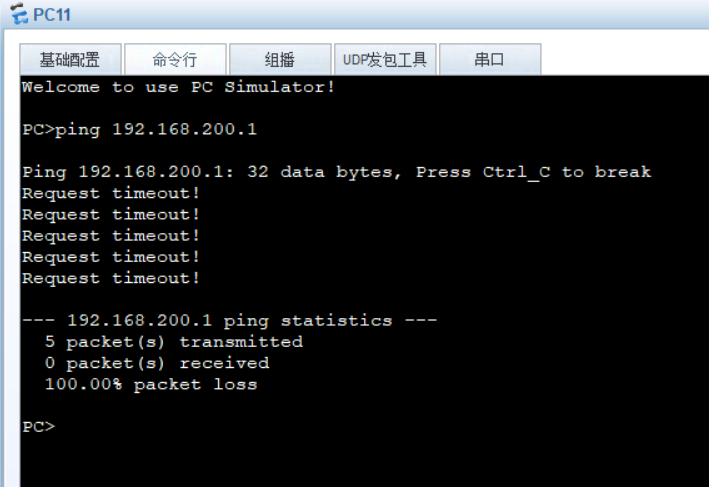 PC11
基础配置 命令行 组播 UDP发包工具 串口
Welcome to use PC Simulator!
PC>ping 192.168.200.1
Ping 192.168.200.1: 32 data bytes, Press Ctrl_C to break
Request timeout!
Request timeout!
Request timeout!
Request timeout!
Request timeout!
--- 192.168.200.1 ping statistics ---
5 packet(s) transmitted
0 packet(s) received
100.00% packet loss
PC>